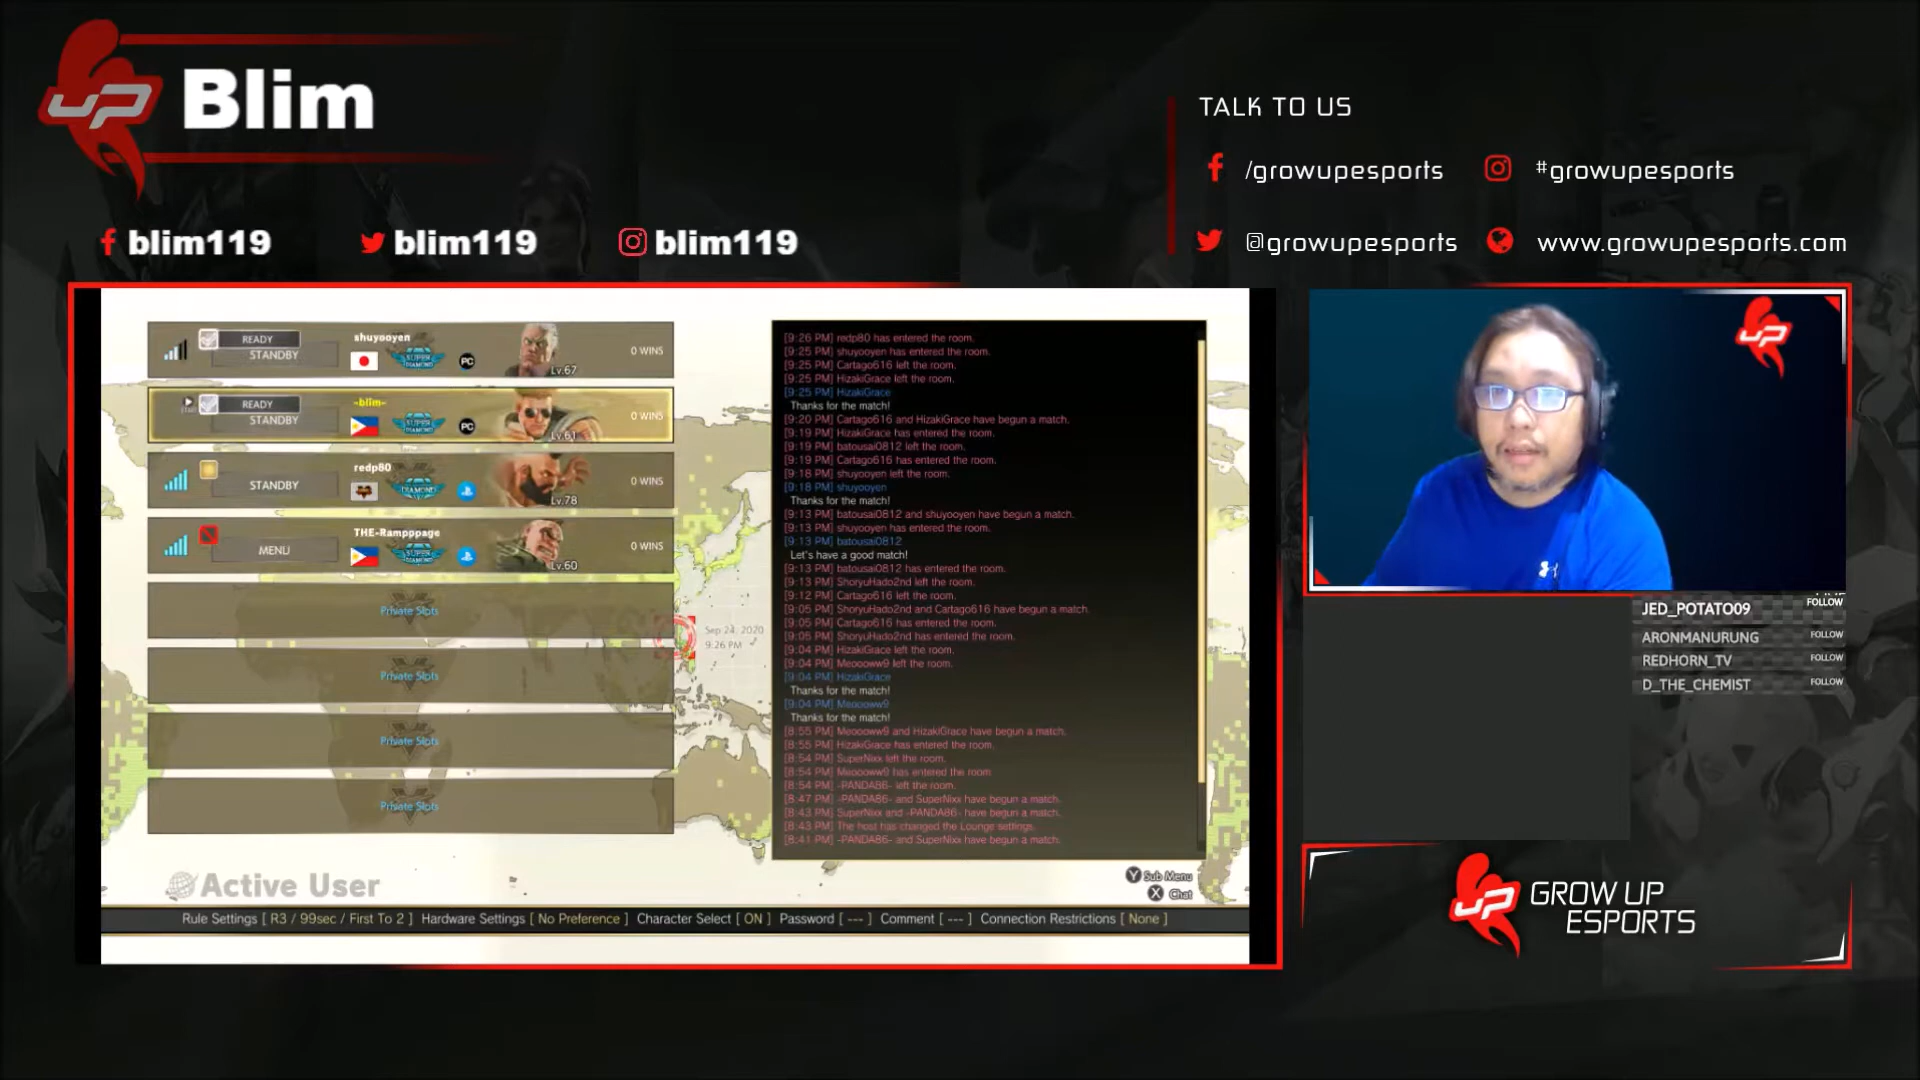 UP
Blim
blim119
blim119
blim119
TALK TO US
/growupesports
#growupesports
@growupesports
www.growupesports.com
READY
STANDBY
shuyooyen
SUPER DIAMOND
PC
Lv.67
0 WINS
READY
STANDBY
-blim-
SUPER DIAMOND
PC
Lv.61
0 WINS
STANDBY
redp80
DIAMOND
Lv.78
0 WINS
MENU
THE-Rampppage
SUPER DIAMOND
Lv.60
0 WINS
Private Slots
Private Slots
Private Slots
Private Slots
Sep 24, 2020
9:26 PM
[9:26 PM] redp80 has entered the room.
[9:25 PM] shuyooyen has entered the room.
[9:25 PM] Cartago616 left the room.
[9:25 PM] HizakiGrace left the room.
[9:25 PM] HizakiGrace
Thanks for the match!
[9:20 PM] Cartago616 and HizakiGrace have begun a match.
[9:19 PM] HizakiGrace has entered the room.
[9:19 PM] batousai0812 left the room.
[9:19 PM] Cartago616 has entered the room.
[9:18 PM] shuyooyen left the room.
[9:18 PM] shuyooyen
Thanks for the match!
[9:13 PM] batousai0812 and shuyooyen have begun a match.
[9:13 PM] shuyooyen has entered the room.
[9:13 PM] batousai0812
Let's have a good match!
[9:13 PM] batousai0812 has entered the room.
[9:13 PM] ShoryuHado2nd left the room.
[9:12 PM] Cartago616 left the room.
[9:05 PM] ShoryuHado2nd and Cartago616 have begun a match.
[9:05 PM] Cartago616 has entered the room.
[9:05 PM] ShoryuHado2nd has entered the room.
[9:04 PM] HizakiGrace left the room.
[9:04 PM] Meoooww9 left the room.
[9:04 PM] HizakiGrace
Thanks for the match!
[9:04 PM] Meoooww9
Thanks for the match!
[8:55 PM] Meoooww9 and HizakiGrace have begun a match.
[8:55 PM] HizakiGrace has entered the room.
[8:54 PM] SuperNixx left the room.
[8:54 PM] Meoooww9 has entered the room
[8:54 PM] -PANDA86- left the room.
[8:47 PM] -PANDA86- and SuperNixx have begun a match.
[8:43 PM] SuperNixx and -PANDA86- have begun a match.
[8:43 PM] The host has changed the Lounge settings.
[8:41 PM] -PANDA86- and SuperNixx have begun a match.
Y Sub Menu
X Chat
Active User
Rule Settings [ R3 / 99sec / First To 2 ] Hardware Settings [ No Preference ] Character Select [ ON ] Password [ --- ] Comment [ --- ] Connection Restrictions [ None ]
UP
JED_POTATO09 FOLLOW
ARONMANURUNG FOLLOW
REDHORN_TV FOLLOW
D_THE_CHEMIST FOLLOW
UP
GROW UP
ESPORTS